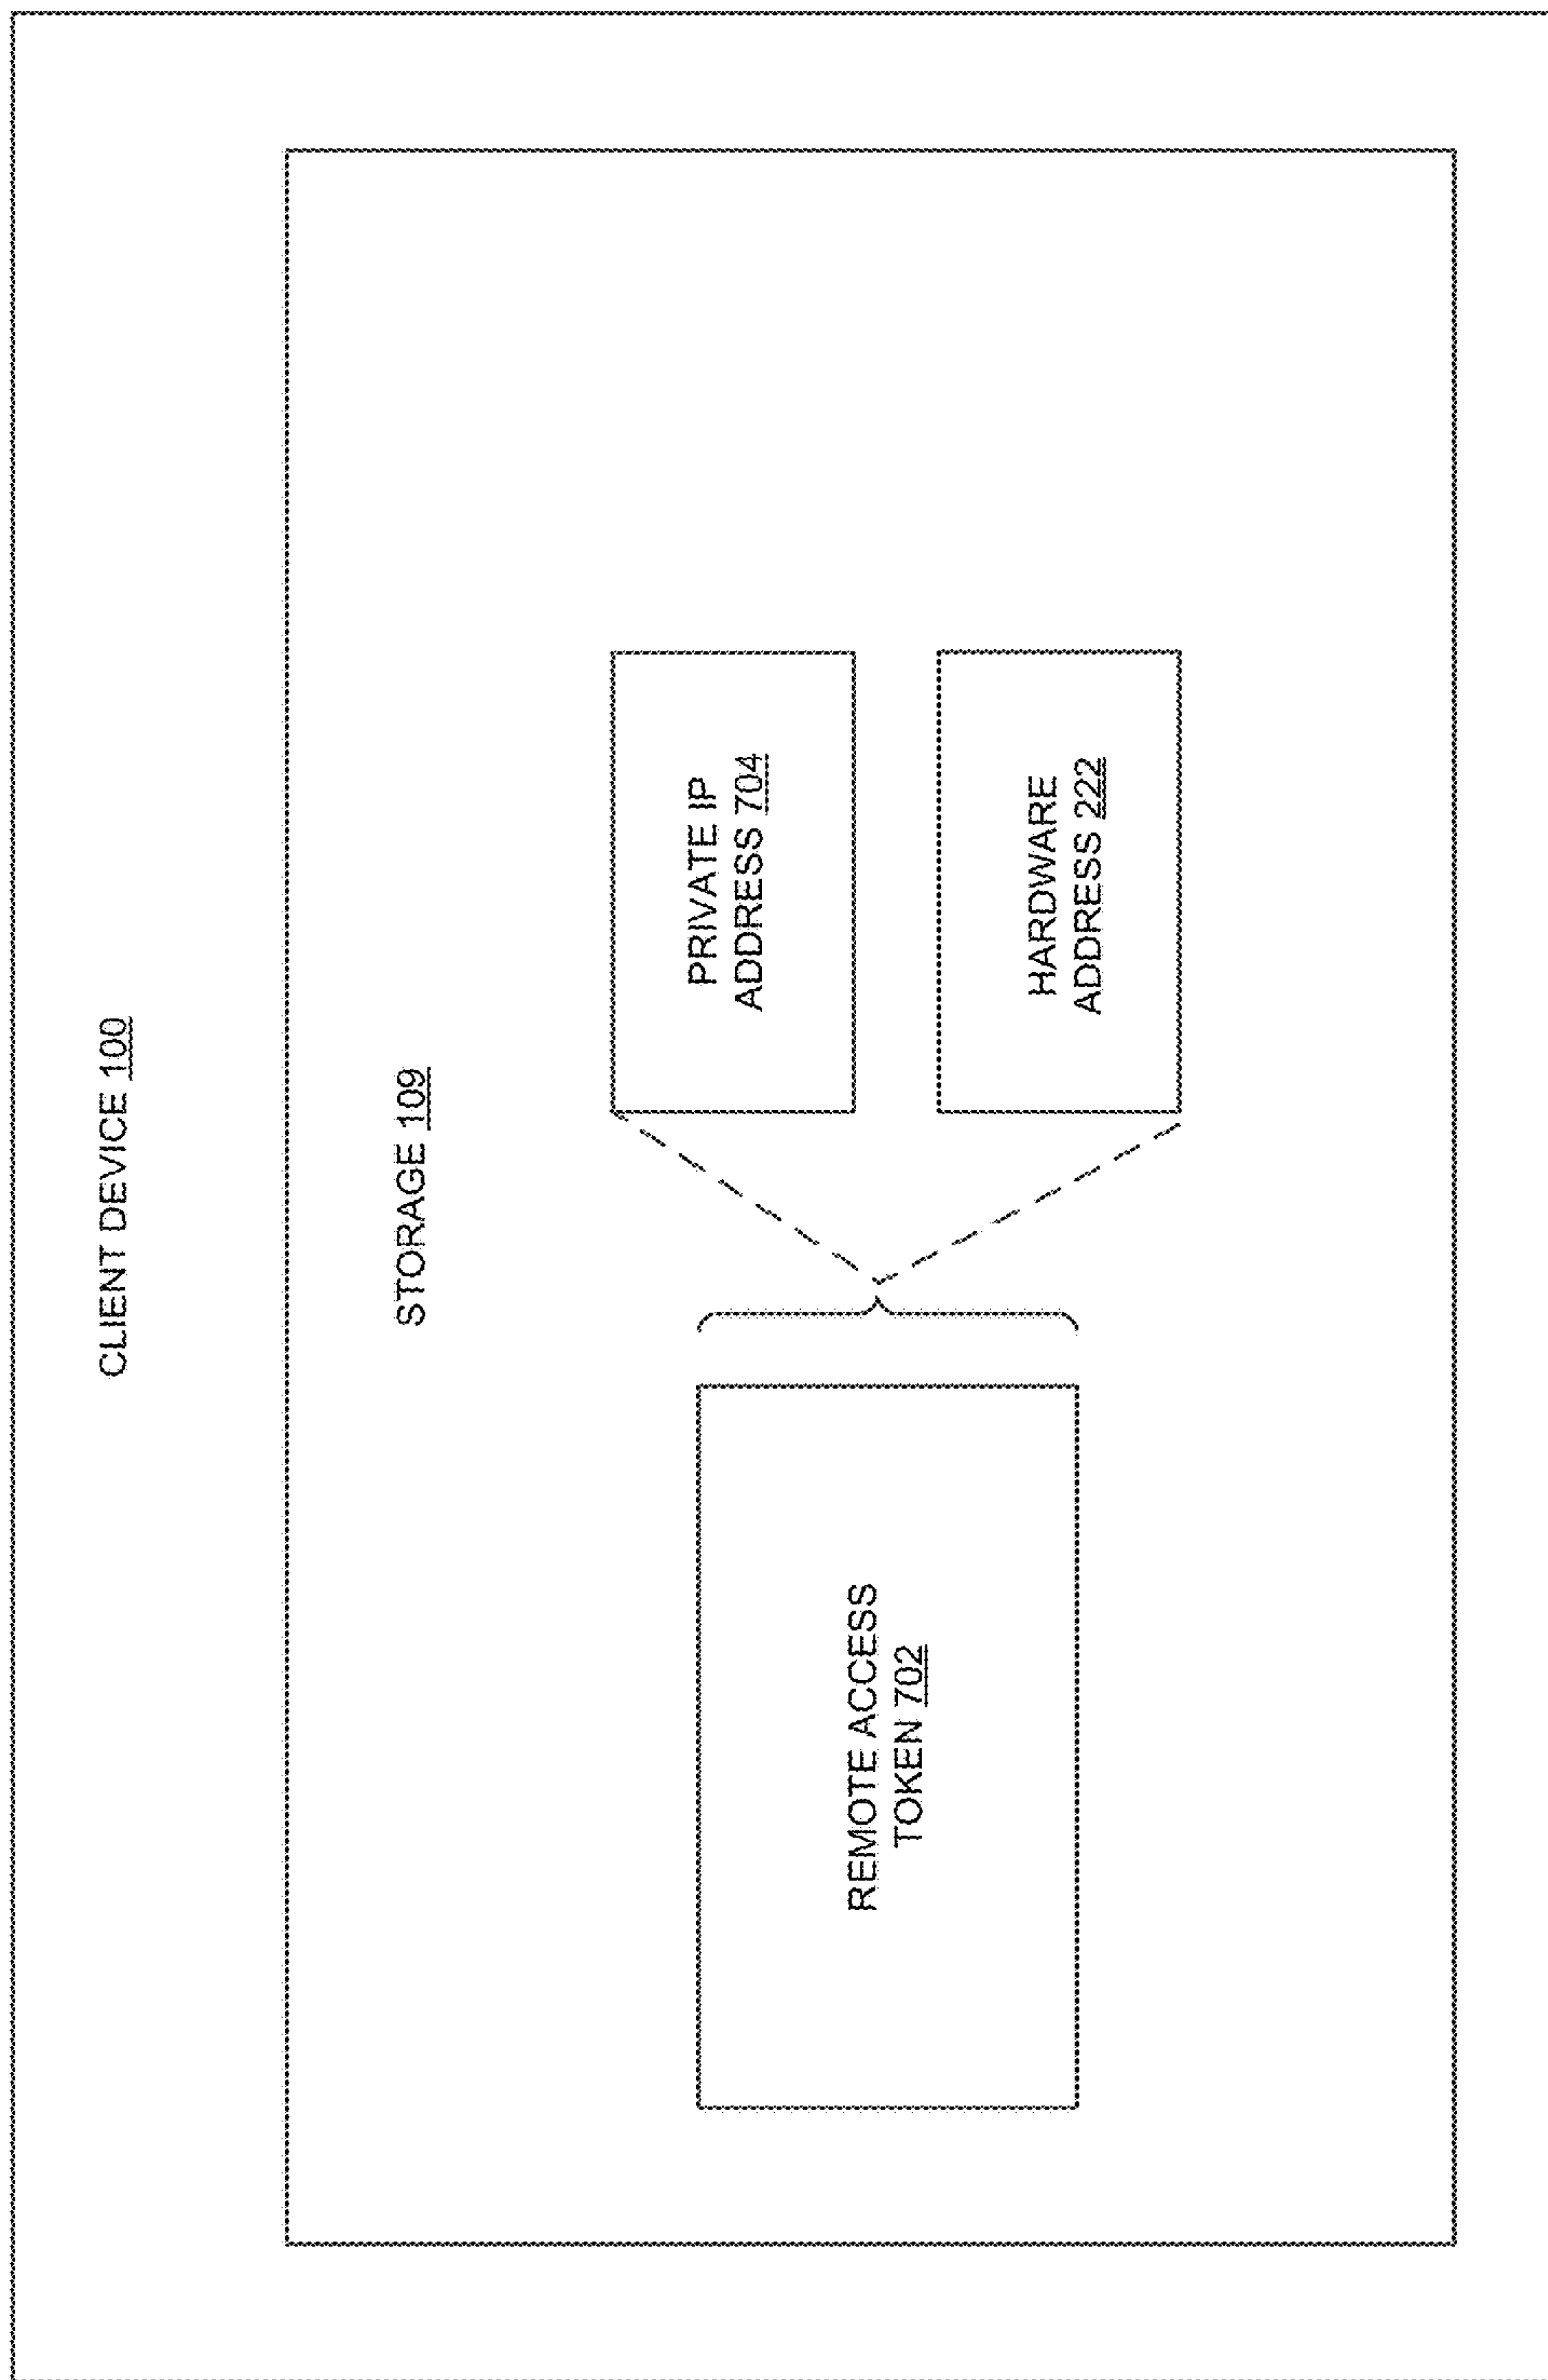 CLIENT DEVICE 100
STORAGE 109
REMOTE ACCESS
TOKEN 702
PRIVATE IP
ADDRESS 704
HARDWARE
ADDRESS 222